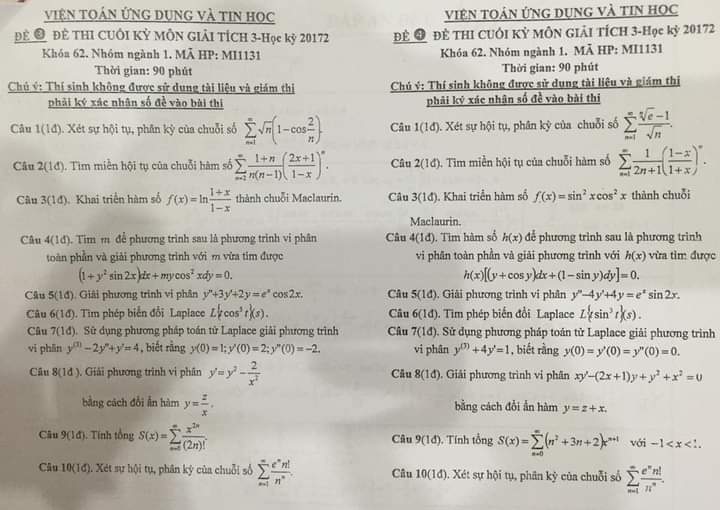 VIỆN TOÁN ỨNG DỤNG VÀ TIN HỌC
ĐỀ 3 ĐỀ THI CUỐI KỲ MÔN GIẢI TÍCH 3-Học kỳ 20172
Khóa 62. Nhóm ngành 1. MÃ HP: MI1131
Thời gian: 90 phút
Chú ý: Thí sinh không được sử dụng tài liệu và giám thị
phải ký xác nhận số đề vào bài thi
Câu 1(1đ). Xét sự hội tụ, phân kỳ của chuỗi số \sum_{n=1}^{\infty} \sqrt{n}\left(1-\cos\frac{2}{n}\right).
Câu 2(1đ). Tìm miền hội tụ của chuỗi hàm số \sum_{n=2}^{\infty} \frac{1+n}{n(n-1)}\left(\frac{2x+1}{1-x}\right)^n.
Câu 3(1đ). Khai triển hàm số f(x)=\ln\frac{1+x}{1-x} thành chuỗi Maclaurin.
Câu 4(1đ). Tìm m để phương trình sau là phương trình vi phân
toàn phần và giải phương trình với m vừa tìm được
(1+y² sin 2x)dx + my cos² xdy = 0.
Câu 5(1đ). Giải phương trình vi phân y"+3y'+2y = eˣ cos 2x.
Câu 6(1đ). Tìm phép biến đổi Laplace L{t cos³ t}(s).
Câu 7(1đ). Sử dụng phương pháp toán tử Laplace giải phương trình
vi phân y⁽³⁾ −2y"+y' = 4, biết rằng y(0)=1; y'(0)=2; y"(0)=−2.
Câu 8(1đ). Giải phương trình vi phân y' = y² − \frac{2}{x²}
bằng cách đổi ẩn hàm y = \frac{z}{x}.
Câu 9(1đ). Tính tổng S(x)=\sum_{n=0}^{\infty} \frac{x^{2n}}{(2n)!}.
Câu 10(1đ). Xét sự hội tụ, phân kỳ của chuỗi số \sum_{n=1}^{\infty} \frac{e^n n!}{n^n}.
VIỆN TOÁN ỨNG DỤNG VÀ TIN HỌC
ĐỀ 4 ĐỀ THI CUỐI KỲ MÔN GIẢI TÍCH 3-Học kỳ 20172
Khóa 62. Nhóm ngành 1. MÃ HP: MI1131
Thời gian: 90 phút
Chú ý: Thí sinh không được sử dụng tài liệu và giám thị
phải ký xác nhận số đề vào bài thi
Câu 1(1đ). Xét sự hội tụ, phân kỳ của chuỗi số \sum_{n=1}^{\infty} \frac{\sqrt[n]{e}-1}{\sqrt{n}}.
Câu 2(1đ). Tìm miền hội tụ của chuỗi hàm số \sum_{n=1}^{\infty} \frac{1}{2n+1}\left(\frac{1-x}{1+x}\right)^n.
Câu 3(1đ). Khai triển hàm số f(x) = sin² x cos² x thành chuỗi
Maclaurin.
Câu 4(1đ). Tìm hàm số h(x) để phương trình sau là phương trình
vi phân toàn phần và giải phương trình với h(x) vừa tìm được
h(x)[(y+cos y)dx+(1−sin y)dy]=0.
Câu 5(1đ). Giải phương trình vi phân y"−4y'+4y = eˣ sin 2x.
Câu 6(1đ). Tìm phép biến đổi Laplace L{t sin³ t}(s).
Câu 7(1đ). Sử dụng phương pháp toán tử Laplace giải phương trình
vi phân y⁽³⁾ +4y'=1, biết rằng y(0) = y'(0) = y"(0) = 0.
Câu 8(1đ). Giải phương trình vi phân xy'−(2x+1)y + y² + x² = 0
bằng cách đổi ẩn hàm y = z + x.
Câu 9(1đ). Tính tổng S(x)=\sum_{n=0}^{\infty} (n²+3n+2)x^{n+1} với −1<x<1.
Câu 10(1đ). Xét sự hội tụ, phân kỳ của chuỗi số \sum_{n=1}^{\infty} \frac{e^n n!}{n^n}.